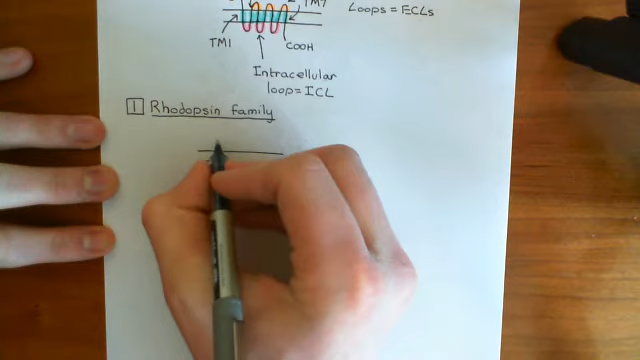 TM7
Loops = ECLs
TM1
COOH
Intracellular
loop = ICL
1 Rhodopsin family